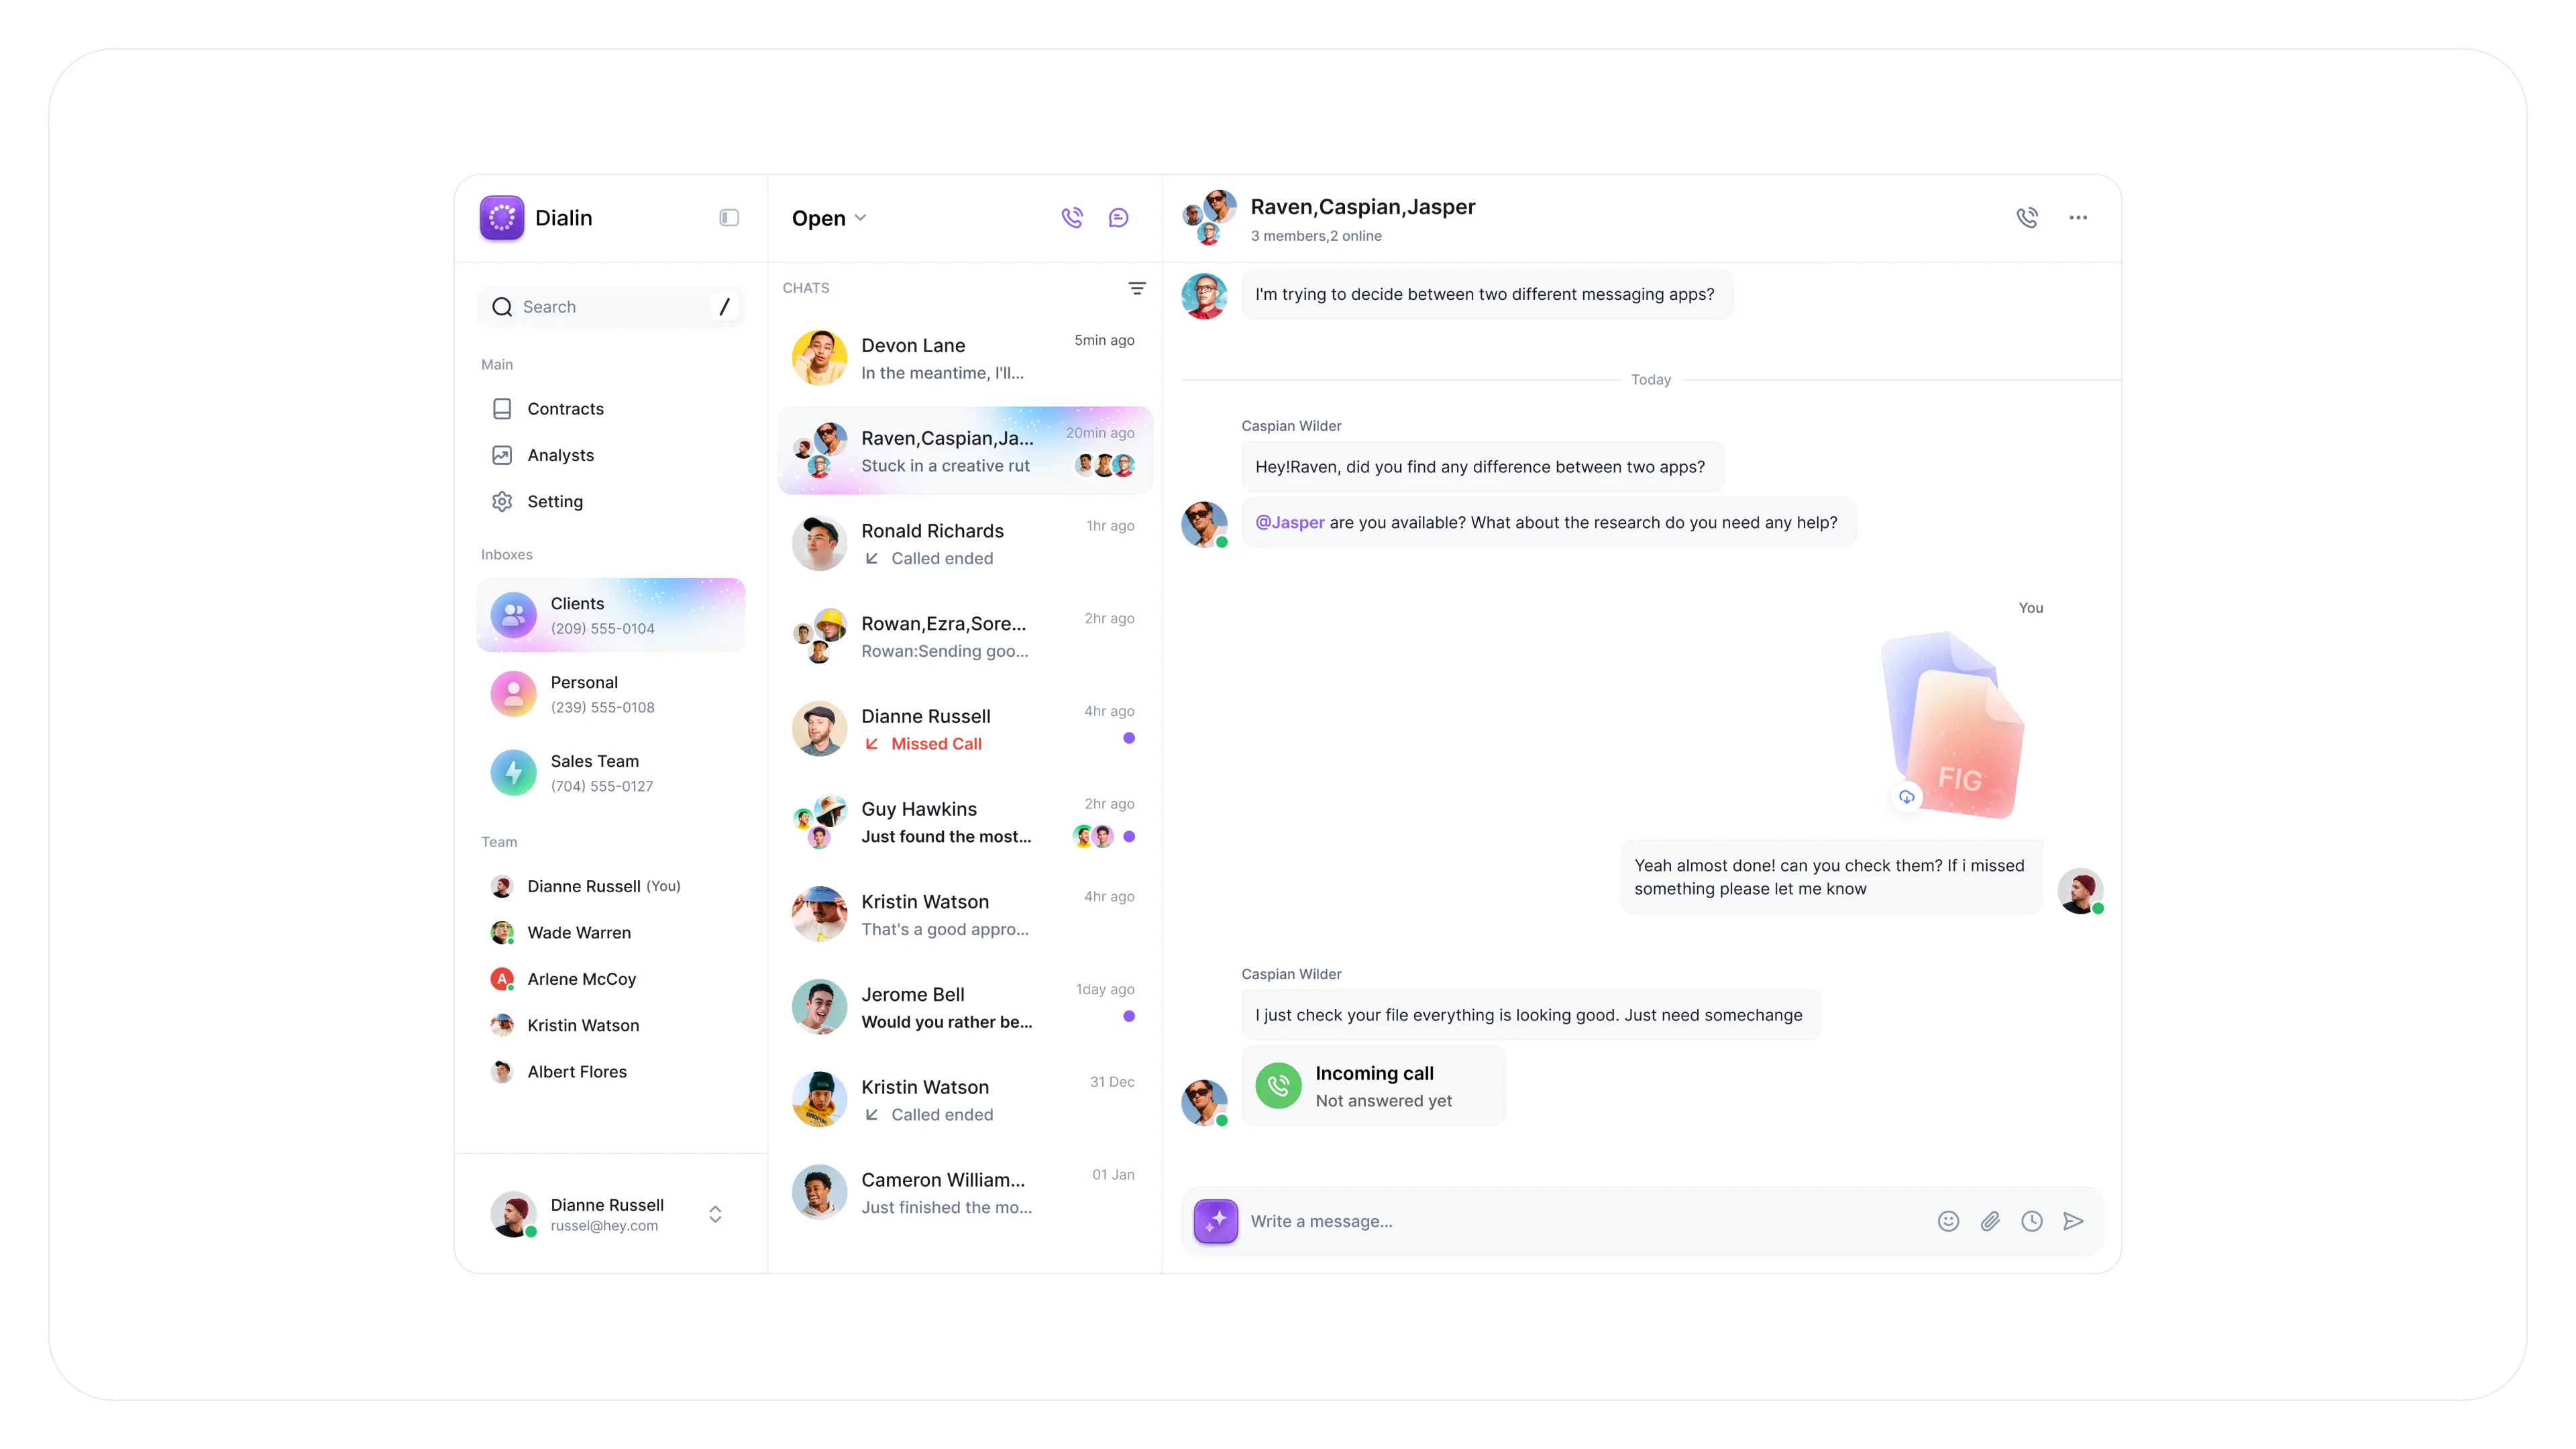 Dialin
Search
/
Main
Contracts
Analysts
Setting
Inboxes
Clients
(209) 555-0104
Personal
(239) 555-0108
Sales Team
(704) 555-0127
Team
Dianne Russell (You)
Wade Warren
A
Arlene McCoy
Kristin Watson
Albert Flores
Dianne Russell
russel@hey.com
Open
CHATS
Devon Lane
5min ago
In the meantime, I'll...
Raven,Caspian,Ja...
20min ago
Stuck in a creative rut
Ronald Richards
1hr ago
Called ended
Rowan,Ezra,Sore...
2hr ago
Rowan:Sending goo...
Dianne Russell
4hr ago
Missed Call
Guy Hawkins
2hr ago
Just found the most...
Kristin Watson
4hr ago
That's a good appro...
Jerome Bell
1day ago
Would you rather be...
Kristin Watson
31 Dec
Called ended
Cameron William...
01 Jan
Just finished the mo...
Raven,Caspian,Jasper
3 members,2 online
I'm trying to decide between two different messaging apps?
Today
Caspian Wilder
Hey!Raven, did you find any difference between two apps?
@Jasper are you available? What about the research do you need any help?
You
FIG
Yeah almost done! can you check them? If i missed
something please let me know
Caspian Wilder
I just check your file everything is looking good. Just need somechange
Incoming call
Not answered yet
Write a message...